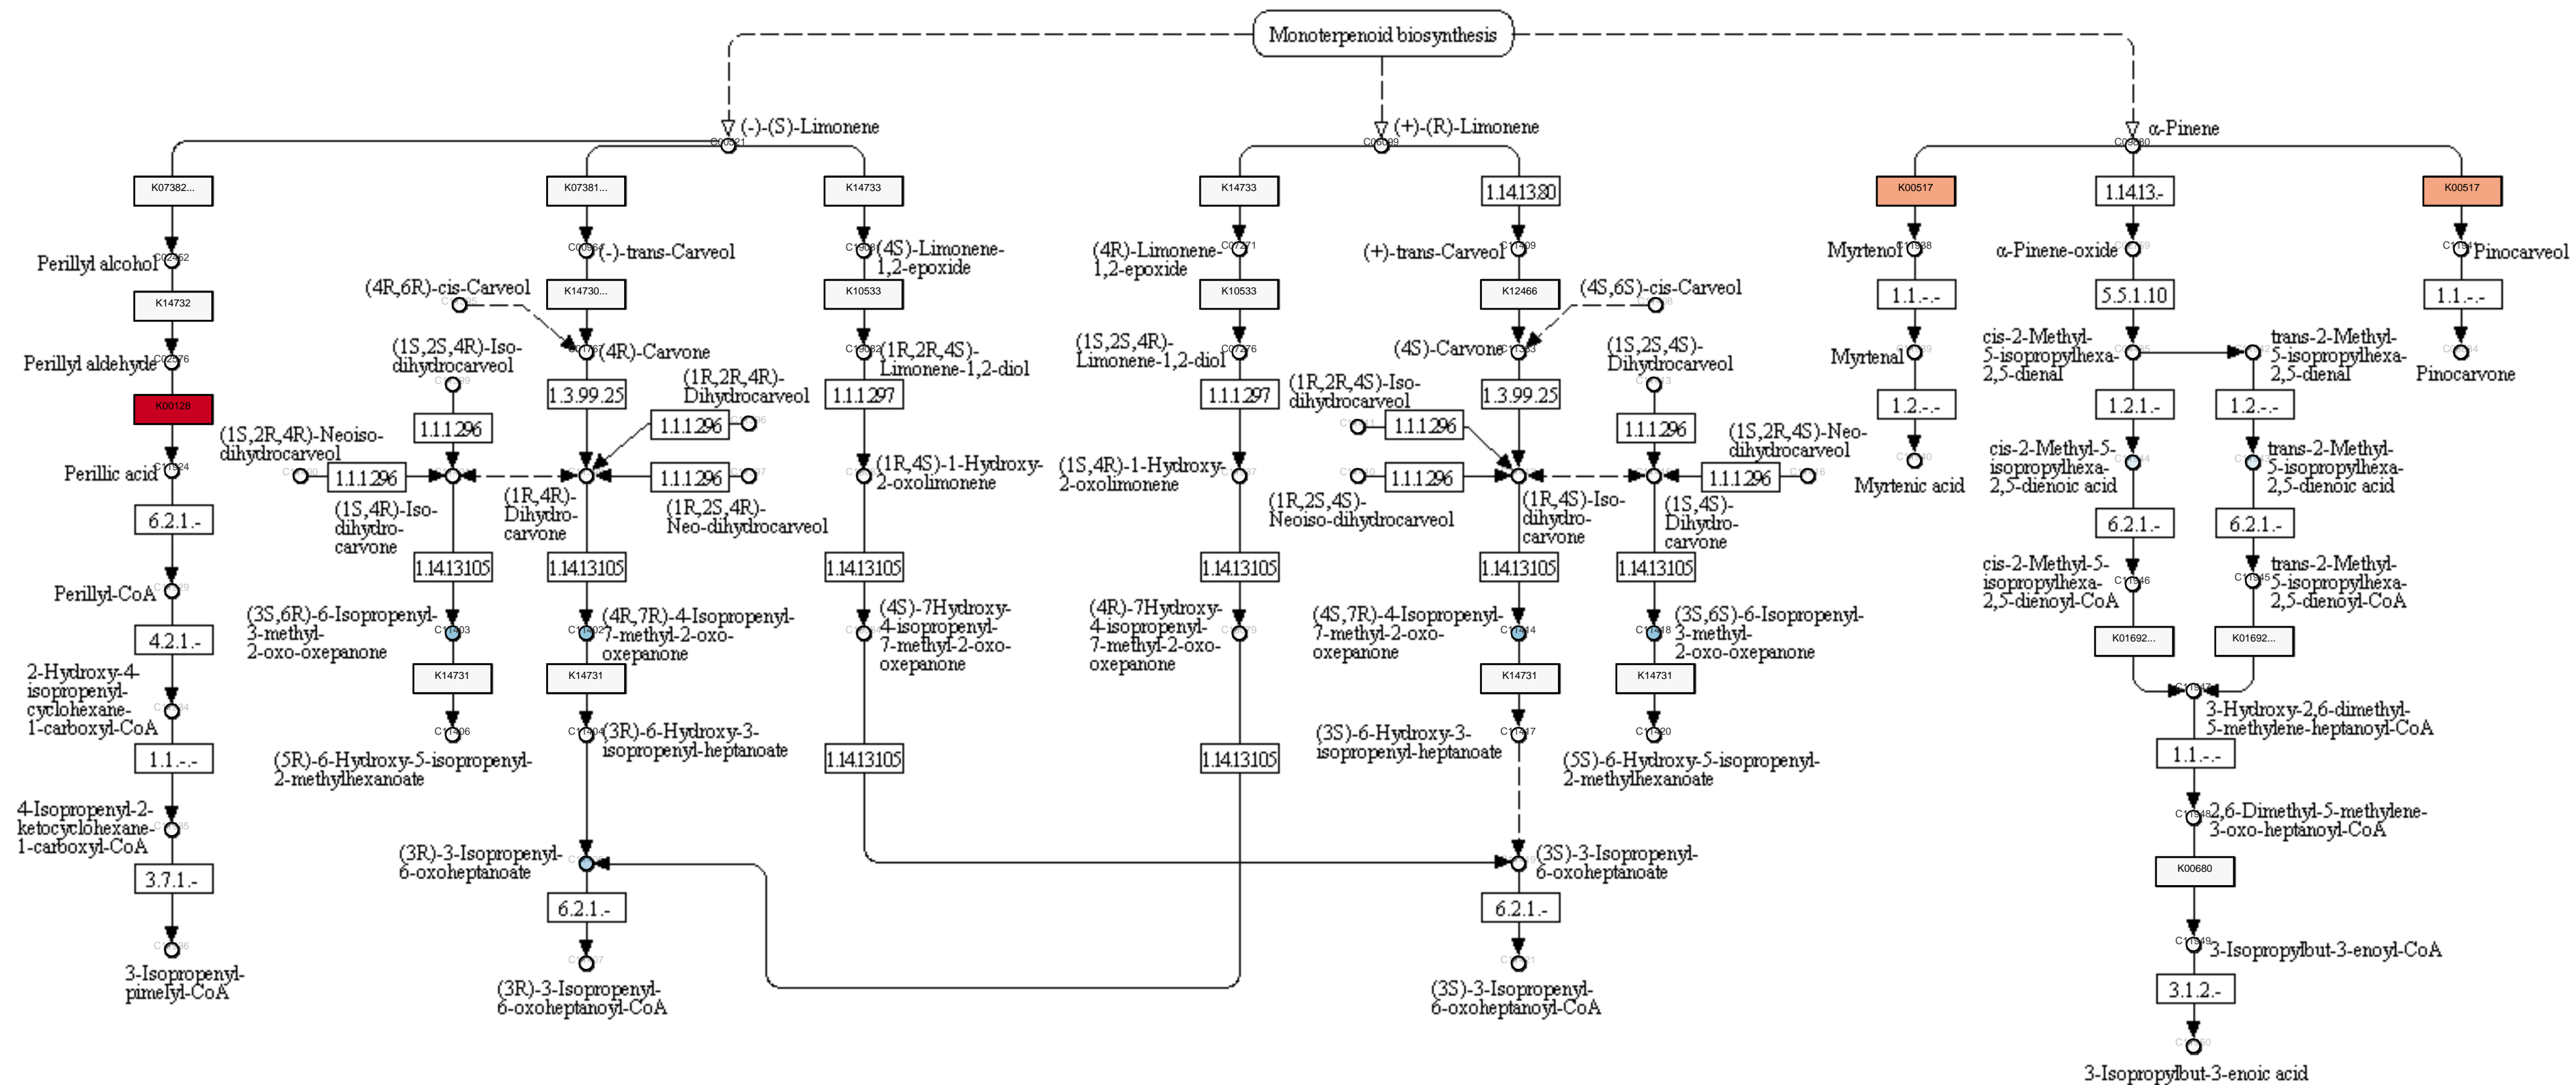 Monoterpenoid biosynthesis
(-)-(S)-Limonene
(+)-(R)-Limonene
α-Pinene
C06099
K07382...
K07381...
K14733
K14733
1.14.13.80
K00517
1.14.13.-
K00517
Perillyl alcohol
C02452
(-)-trans-Carveol
(4S)-Limonene-
1,2-epoxide
(4R)-Limonene-
1,2-epoxide
C07271
(+)-trans-Carveol
C11409
Myrtenol
C11938
α-Pinene-oxide
C11941
Pinocarveol
K14732
(4R,6R)-cis-Carveol
K14730...
K10533
K10533
K12466
(4S,6S)-cis-Carveol
1.1.-.-
5.5.1.10
1.1.-.-
Perillyl aldehyde
C02576
(1S,2S,4R)-Iso-
dihydrocarveol
(4R)-Carvone
C19082
(1R,2R,4S)-
Limonene-1,2-diol
(1S,2S,4R)-
Limonene-1,2-diol
C07276
(4S)-Carvone
C11383
(1S,2S,4S)-
Dihydrocarveol
Myrtenal
cis-2-Methyl-
5-isopropylhexa-
2,5-dienal
trans-2-Methyl-
5-isopropylhexa-
2,5-dienal
Pinocarvone
K00128
1.1.1.296
1.3.99.25
(1R,2R,4R)-
Dihydrocarveol
1.1.1.296
1.1.1.297
1.1.1.297
(1R,2R,4S)-Iso-
dihydrocarveol
1.1.1.296
1.3.99.25
1.1.1.296
1.2.-.-
1.2.1.-
1.2.-.-
Perillic acid
C11924
(1S,2R,4R)-Neoiso-
dihydrocarveol
1.1.1.296
1.1.1.296
(1R,4S)-1-Hydroxy-
2-oxolimonene
(1S,4R)-1-Hydroxy-
2-oxolimonene
1.1.1.296
(1S,2R,4S)-Neo-
dihydrocarveol
1.1.1.296
Myrtenic acid
cis-2-Methyl-5-
isopropylhexa-
2,5-dienoic acid
trans-2-Methyl-
5-isopropylhexa-
2,5-dienoic acid
6.2.1.-
(1S,4R)-Iso-
dihydro-
carvone
(1R,4R)-
Dihydro-
carvone
(1R,2S,4R)-
Neo-dihydrocarveol
(1R,2S,4S)-
Neoiso-dihydrocarveol
(1R,4S)-Iso-
dihydro-
carvone
(1S,4S)-
Dihydro-
carvone
6.2.1.-
6.2.1.-
1.14.13.105
1.14.13.105
1.14.13.105
1.14.13.105
1.14.13.105
1.14.13.105
Perillyl-CoA
cis-2-Methyl-5-
isopropylhexa-
2,5-dienoyl-CoA
C11946
C11945
trans-2-Methyl-
5-isopropylhexa-
2,5-dienoyl-CoA
4.2.1.-
(3S,6R)-6-Isopropenyl-
3-methyl-
2-oxo-oxepanone
C11403
C11402
(4R,7R)-4-Isopropenyl-
7-methyl-2-oxo-
oxepanone
(4S)-7Hydroxy-
4-isopropenyl-
7-methyl-2-oxo-
oxepanone
(4R)-7Hydroxy-
4-isopropenyl-
7-methyl-2-oxo-
oxepanone
(4S,7R)-4-Isopropenyl-
7-methyl-2-oxo-
oxepanone
C11414
C11418
(3S,6S)-6-Isopropenyl-
3-methyl-
2-oxo-oxepanone
K01692...
K01692...
2-Hydroxy-4-
isopropenyl-
cyclohexane-
1-carboxyl-CoA
K14731
K14731
K14731
K14731
C11947
3-Hydroxy-2,6-dimethyl-
5-methylene-heptanoyl-CoA
1.1.-.-
C11406
(5R)-6-Hydroxy-5-isopropenyl-
2-methylhexanoate
C11404
(3R)-6-Hydroxy-3-
isopropenyl-heptanoate
1.14.13.105
1.14.13.105
(3S)-6-Hydroxy-3-
isopropenyl-heptanoate
C11417
C11420
(5S)-6-Hydroxy-5-isopropenyl-
2-methylhexanoate
1.1.-.-
4-Isopropenyl-2-
ketocyclohexane-
1-carboxyl-CoA
C11948
2,6-Dimethyl-5-methylene-
3-oxo-heptanoyl-CoA
3.7.1.-
(3R)-3-Isopropenyl-
6-oxoheptanoate
(3S)-3-Isopropenyl-
6-oxoheptanoate
K00680
6.2.1.-
6.2.1.-
C11949
3-Isopropylbut-3-enoyl-CoA
3-Isopropenyl-
pimelyl-CoA
(3R)-3-Isopropenyl-
6-oxoheptanoyl-CoA
(3S)-3-Isopropenyl-
6-oxoheptanoyl-CoA
3.1.2.-
3-Isopropylbut-3-enoic acid